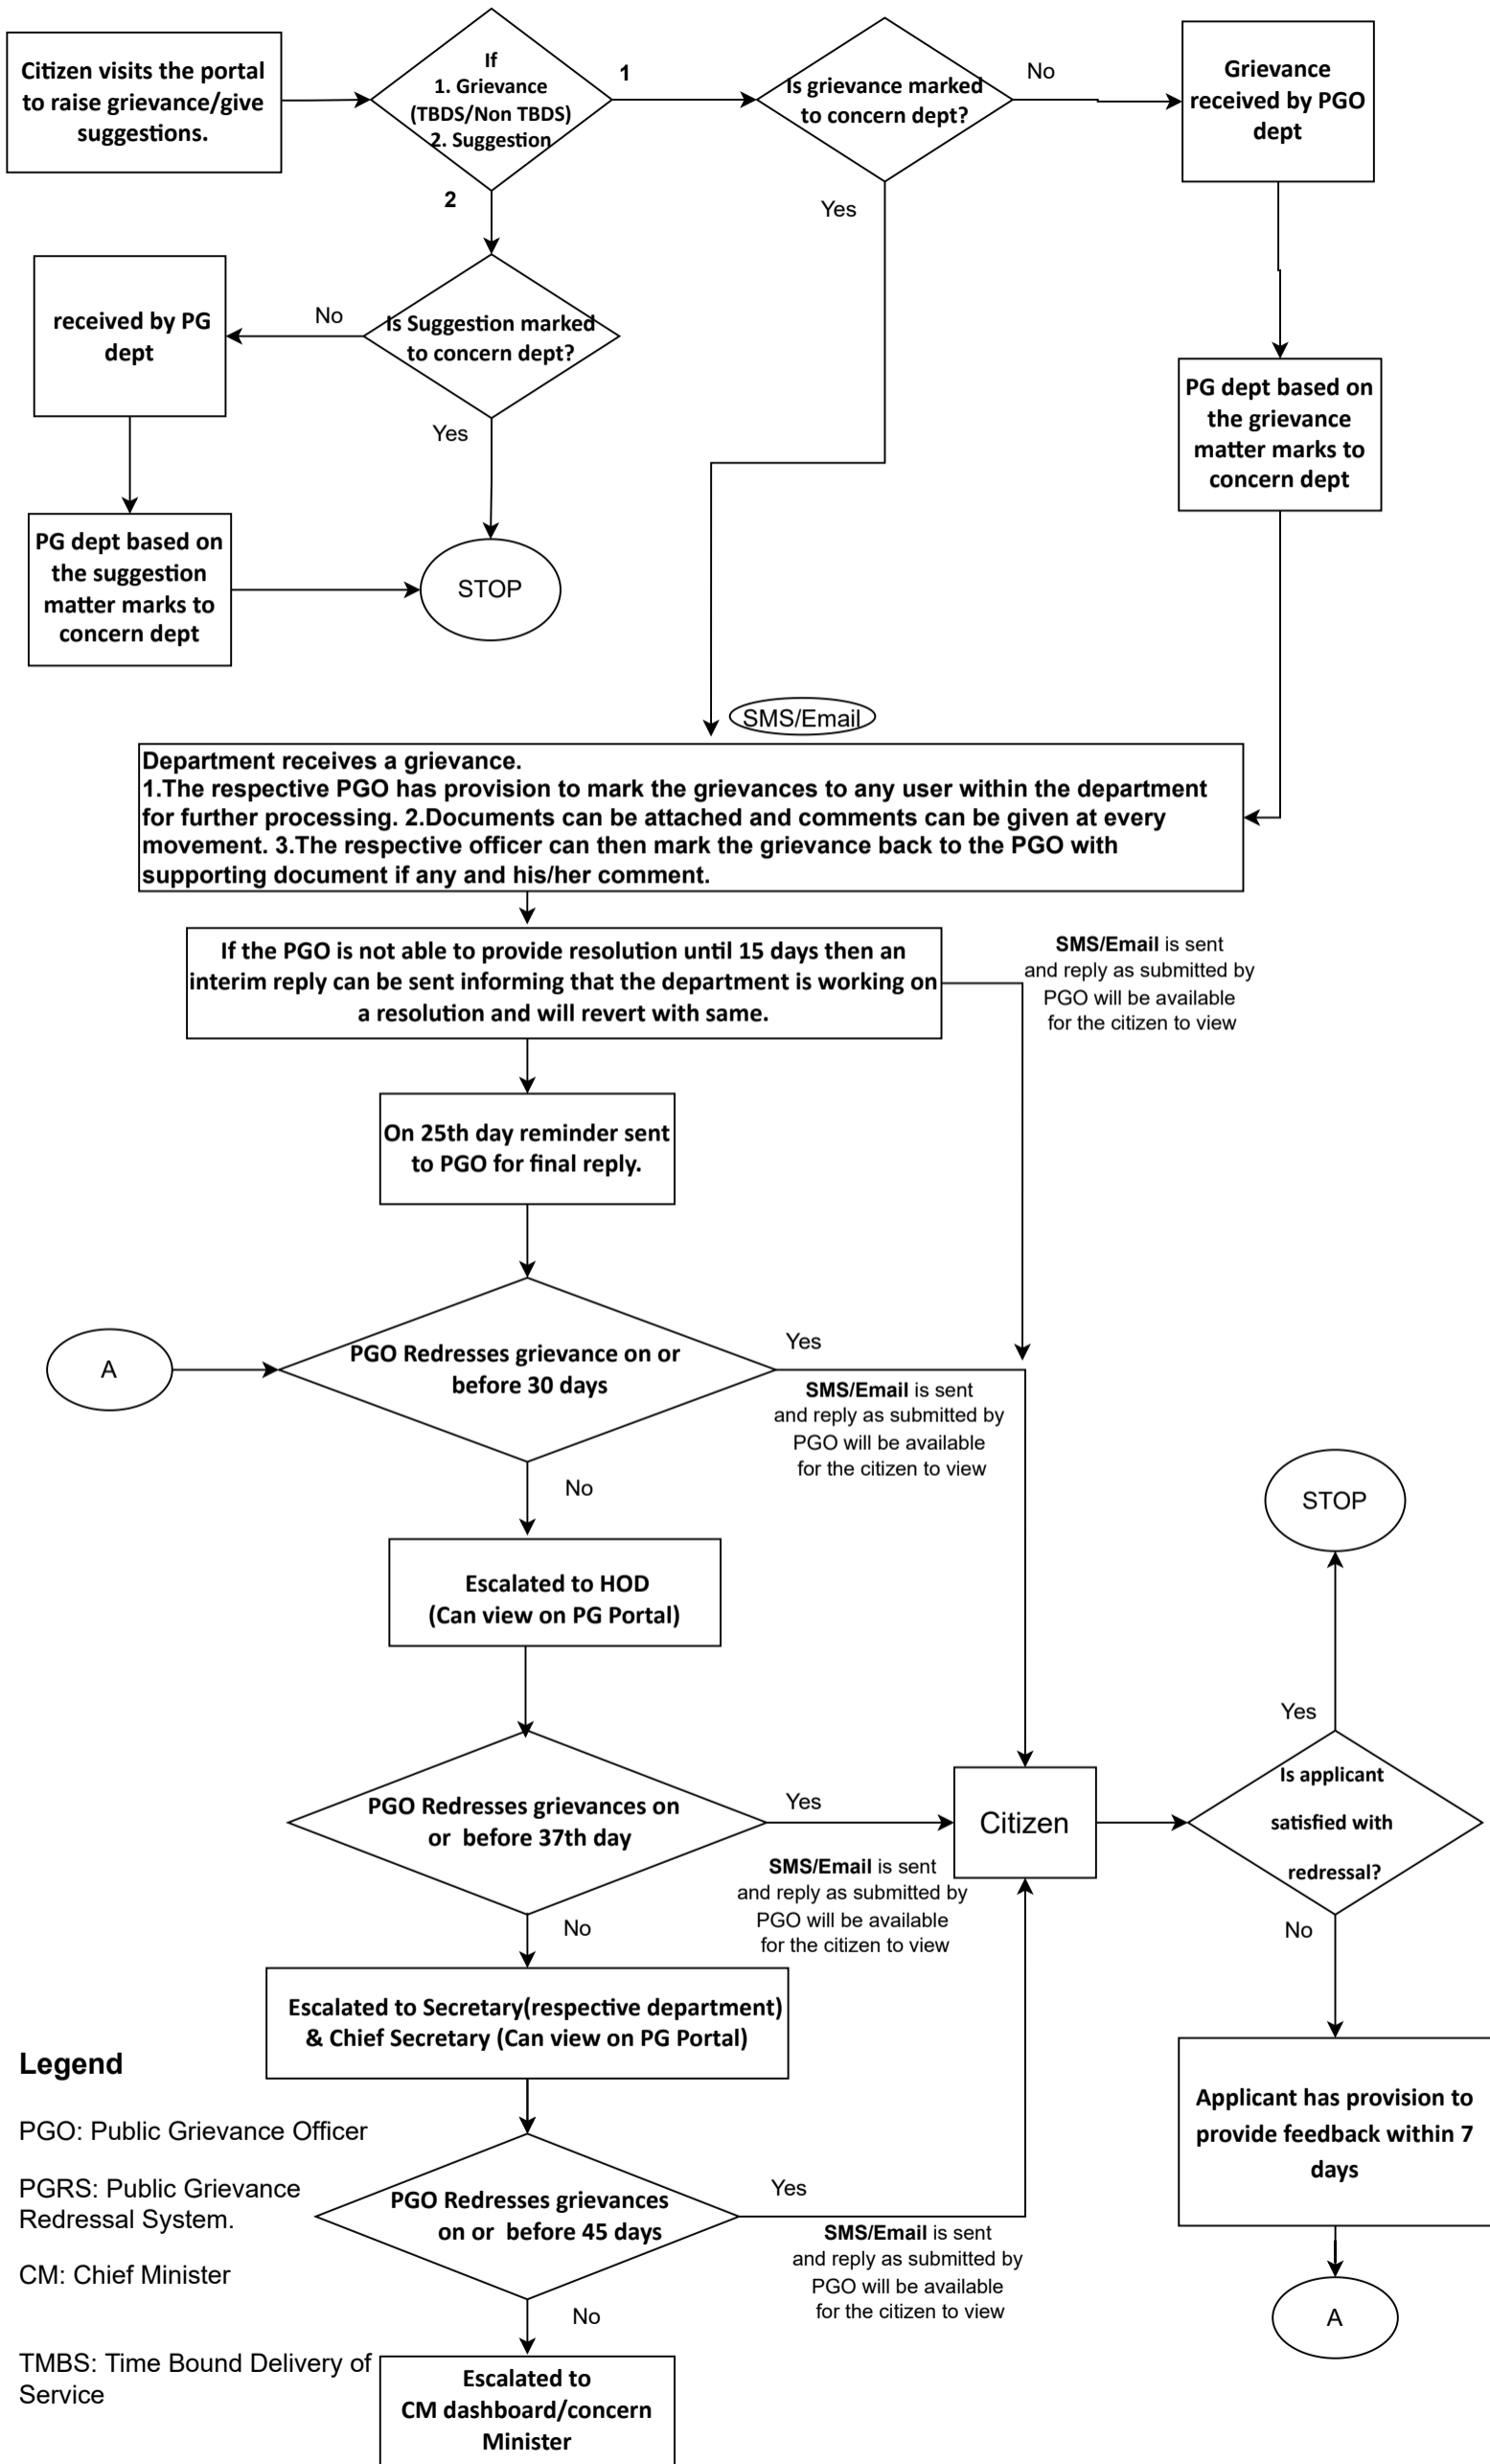 Citizen visits the portal
to raise grievance/give
suggestions.
If
1. Grievance
(TBDS/Non TBDS)
2. Suggestion
1
2
Is grievance marked
to concern dept?
No
Yes
Grievance
received by PGO
dept
received by PG
dept
No
Is Suggestion marked
to concern dept?
Yes
PG dept based on
the grievance
matter marks to
concern dept
PG dept based on
the suggestion
matter marks to
concern dept
STOP
SMS/Email
Department receives a grievance.
1.The respective PGO has provision to mark the grievances to any user within the department
for further processing. 2.Documents can be attached and comments can be given at every
movement. 3.The respective officer can then mark the grievance back to the PGO with
supporting document if any and his/her comment.
If the PGO is not able to provide resolution until 15 days then an
interim reply can be sent informing that the department is working on
a resolution and will revert with same.
SMS/Email is sent
and reply as submitted by
PGO will be available
for the citizen to view
On 25th day reminder sent
to PGO for final reply.
A
PGO Redresses grievance on or
before 30 days
Yes
SMS/Email is sent
and reply as submitted by
PGO will be available
for the citizen to view
No
STOP
Escalated to HOD
(Can view on PG Portal)
Yes
PGO Redresses grievances on
or before 37th day
Yes
Citizen
Is applicant
satisfied with
redressal?
SMS/Email is sent
and reply as submitted by
PGO will be available
for the citizen to view
No
No
Escalated to Secretary(respective department)
& Chief Secretary (Can view on PG Portal)
Legend
PGO: Public Grievance Officer
PGRS: Public Grievance
Redressal System.
CM: Chief Minister
TMBS: Time Bound Delivery of
Service
PGO Redresses grievances
on or before 45 days
Yes
SMS/Email is sent
and reply as submitted by
PGO will be available
for the citizen to view
No
Applicant has provision to
provide feedback within 7
days
A
Escalated to
CM dashboard/concern
Minister